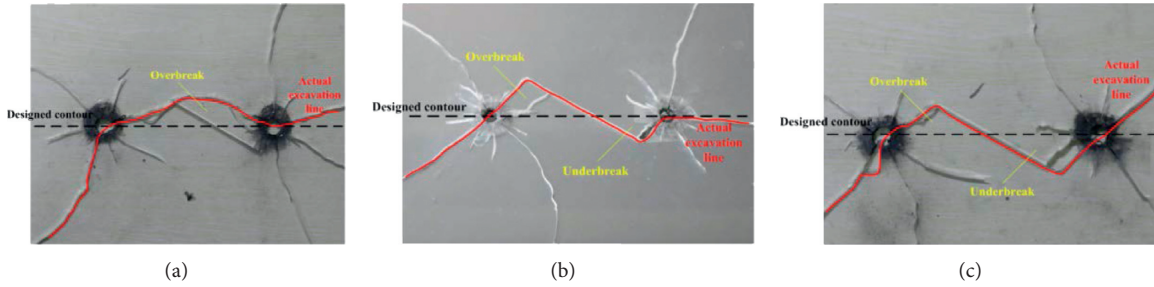 Overbreak
Actual
excavation
line
Designed contour
(a)
Overbreak
Designed contour
Actual
excavation
line
Underbreak
(b)
Overbreak
Actual
excavation
line
Designed contour
Underbreak
(c)